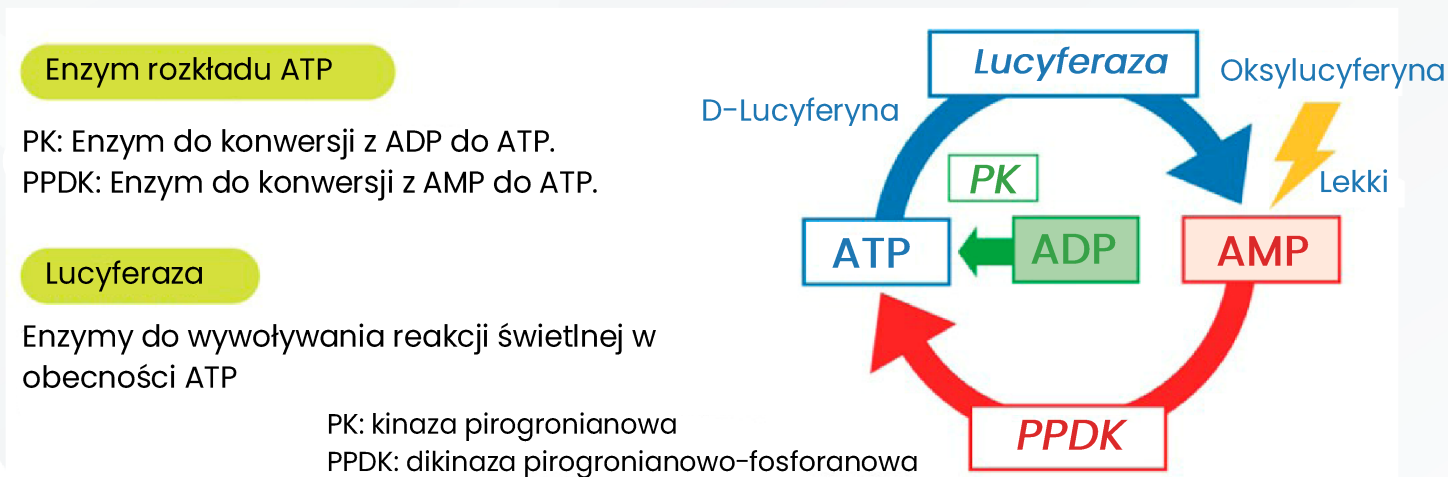 Enzym rozkładu ATP
PK: Enzym do konwersji z ADP do ATP.
PPDK: Enzym do konwersji z AMP do ATP.
Lucyferaza
Enzymy do wywoływania reakcji świetlnej w
obecności ATP
PK: kinaza pirogronianowa
PPDK: dikinaza pirogronianowo-fosforanowa
Lucyferaza
Oksylucyferyna
D-Lucyferyna
PK
Lekki
ATP
ADP
AMP
PPDK